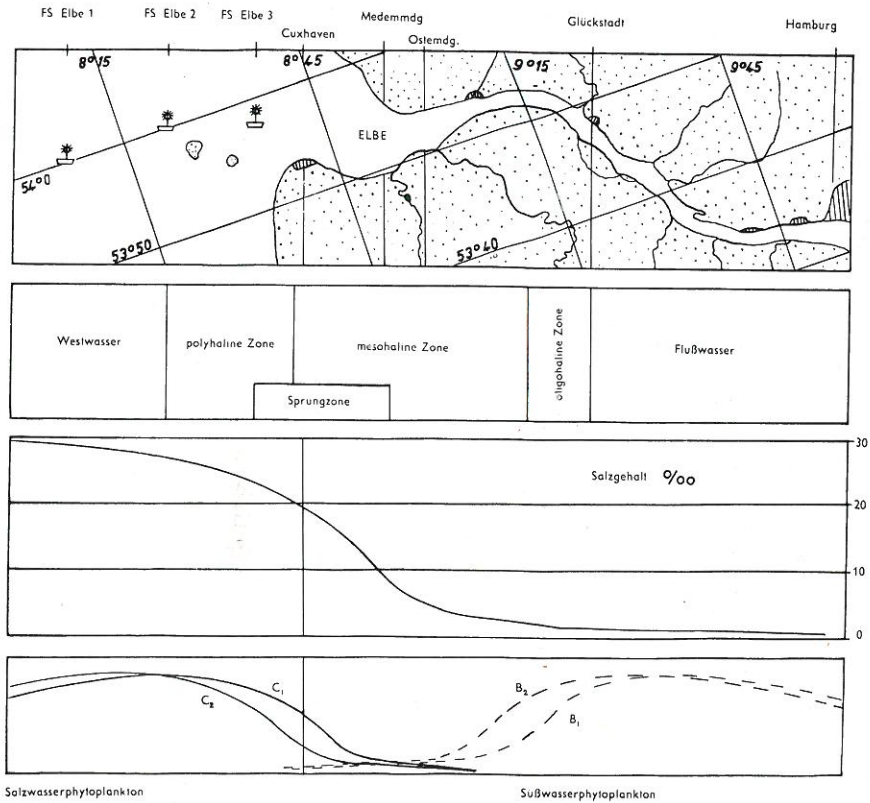 FS Elbe 1
FS Elbe 2
FS Elbe 3
Cuxhaven
Medemmdg
Ostemdg.
Glückstadt
Hamburg
8°15
8°45
9°15
9°45
ELBE
54°0
53°50
53°40
Westwasser
polyhaline Zone
mesohaline Zone
oligohaline Zone
Flußwasser
Sprungzone
Salzgehalt ‰
30
20
10
0
C1
C2
B2
B1
Salzwasserphytoplankton
Sußwasserphytoplankton